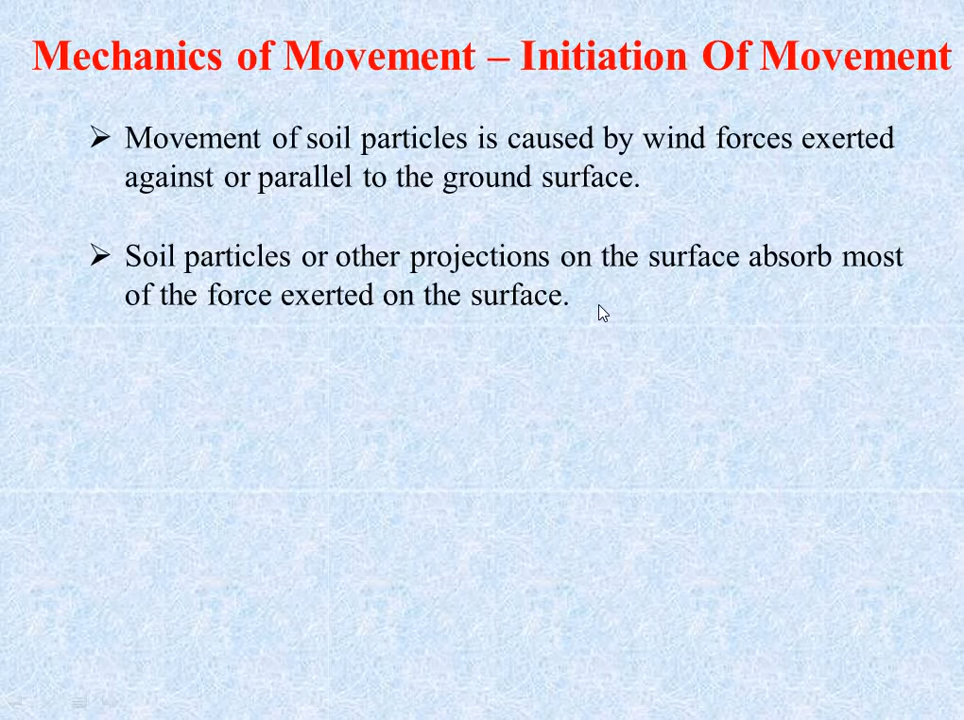 Mechanics of Movement – Initiation Of Movement
➢ Movement of soil particles is caused by wind forces exerted
against or parallel to the ground surface.
➢ Soil particles or other projections on the surface absorb most
of the force exerted on the surface.